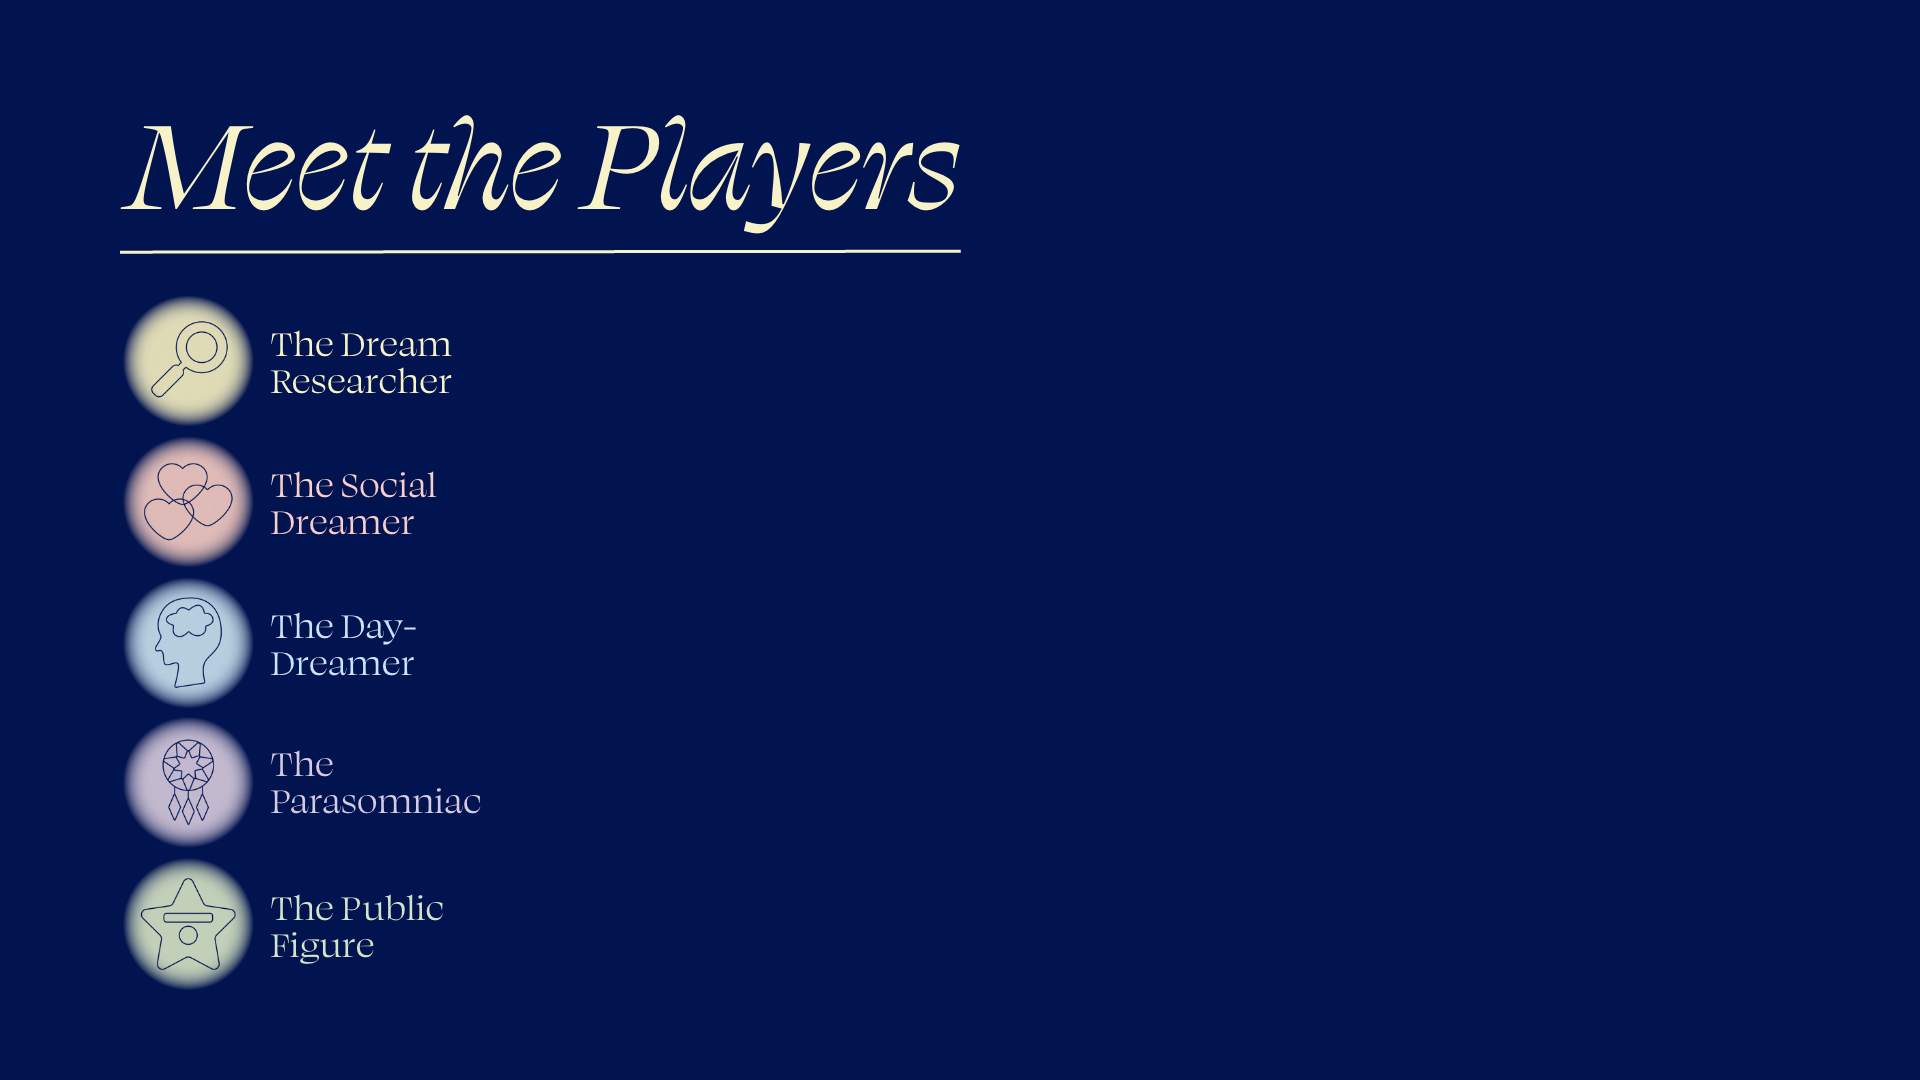 Meet the Players
The Dream
Researcher
The Social
Dreamer
The Day-
Dreamer
The
Parasomniac
The Public
Figure